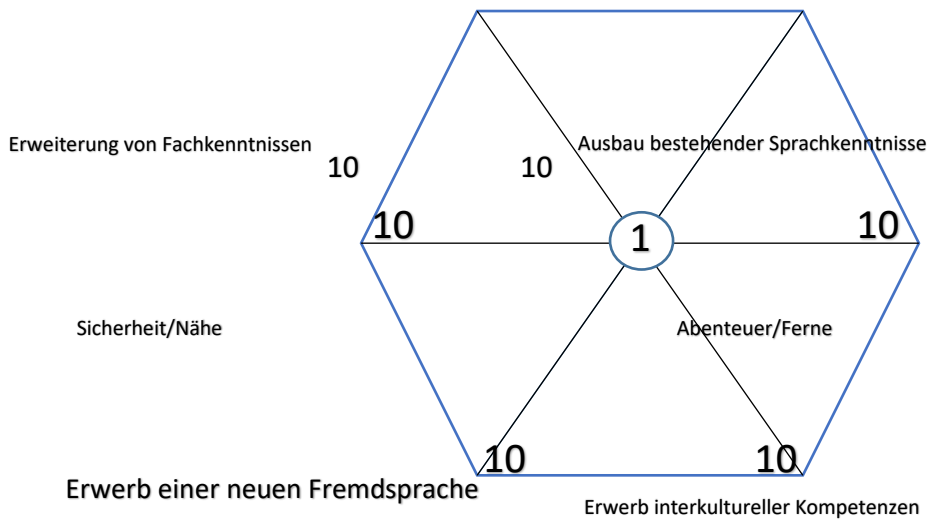 Erweiterung von Fachkenntnissen
Ausbau bestehender Sprachkenntnisse
10
10
10
10
1
Sicherheit/Nähe
Abenteuer/Ferne
10
10
Erwerb einer neuen Fremdsprache
Erwerb interkultureller Kompetenzen